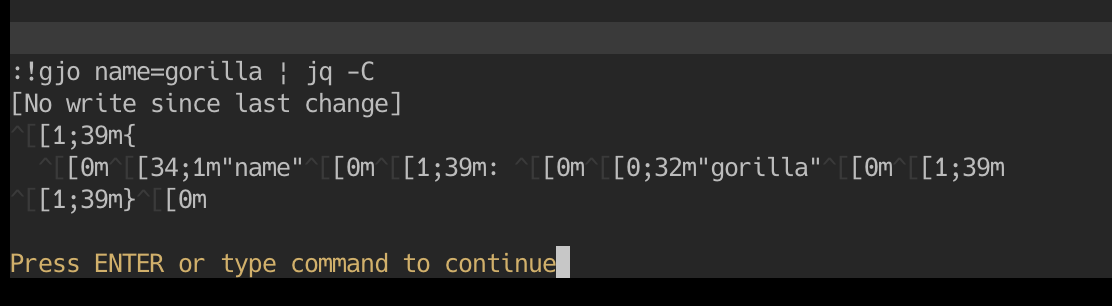 :!gjo name=gorilla ¦ jq -C
[No write since last change]
^[[1;39m{
  ^[[0m^[[34;1m"name"^[[0m^[[1;39m: ^[[0m^[[0;32m"gorilla"^[[0m^[[1;39m
^[[1;39m}^[[0m
Press ENTER or type command to continue